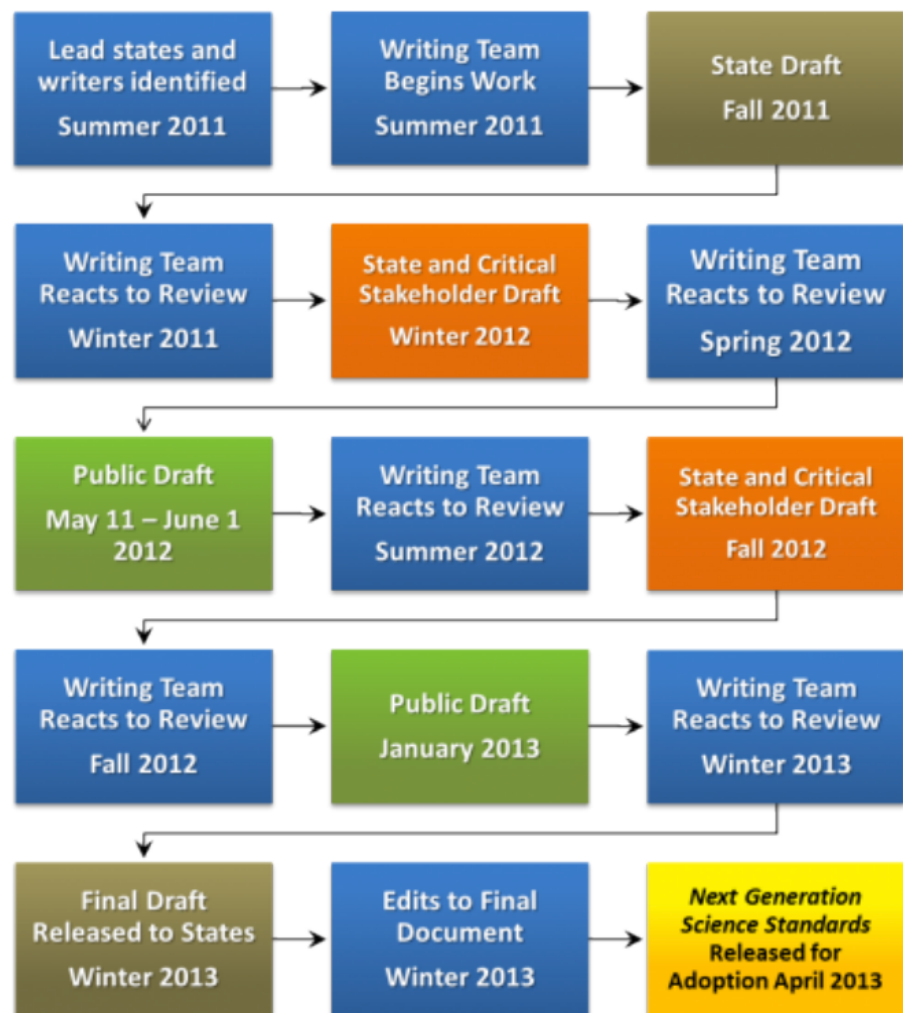 Lead states and
writers identified
Summer 2011
Writing Team
Begins Work
Summer 2011
State Draft
Fall 2011
Writing Team
Reacts to Review
Winter 2011
State and Critical
Stakeholder Draft
Winter 2012
Writing Team
Reacts to Review
Spring 2012
Public Draft
May 11 – June 1
2012
Writing Team
Reacts to Review
Summer 2012
State and Critical
Stakeholder Draft
Fall 2012
Writing Team
Reacts to Review
Fall 2012
Public Draft
January 2013
Writing Team
Reacts to Review
Winter 2013
Final Draft
Released to States
Winter 2013
Edits to Final
Document
Winter 2013
Next Generation
Science Standards
Released for
Adoption April 2013